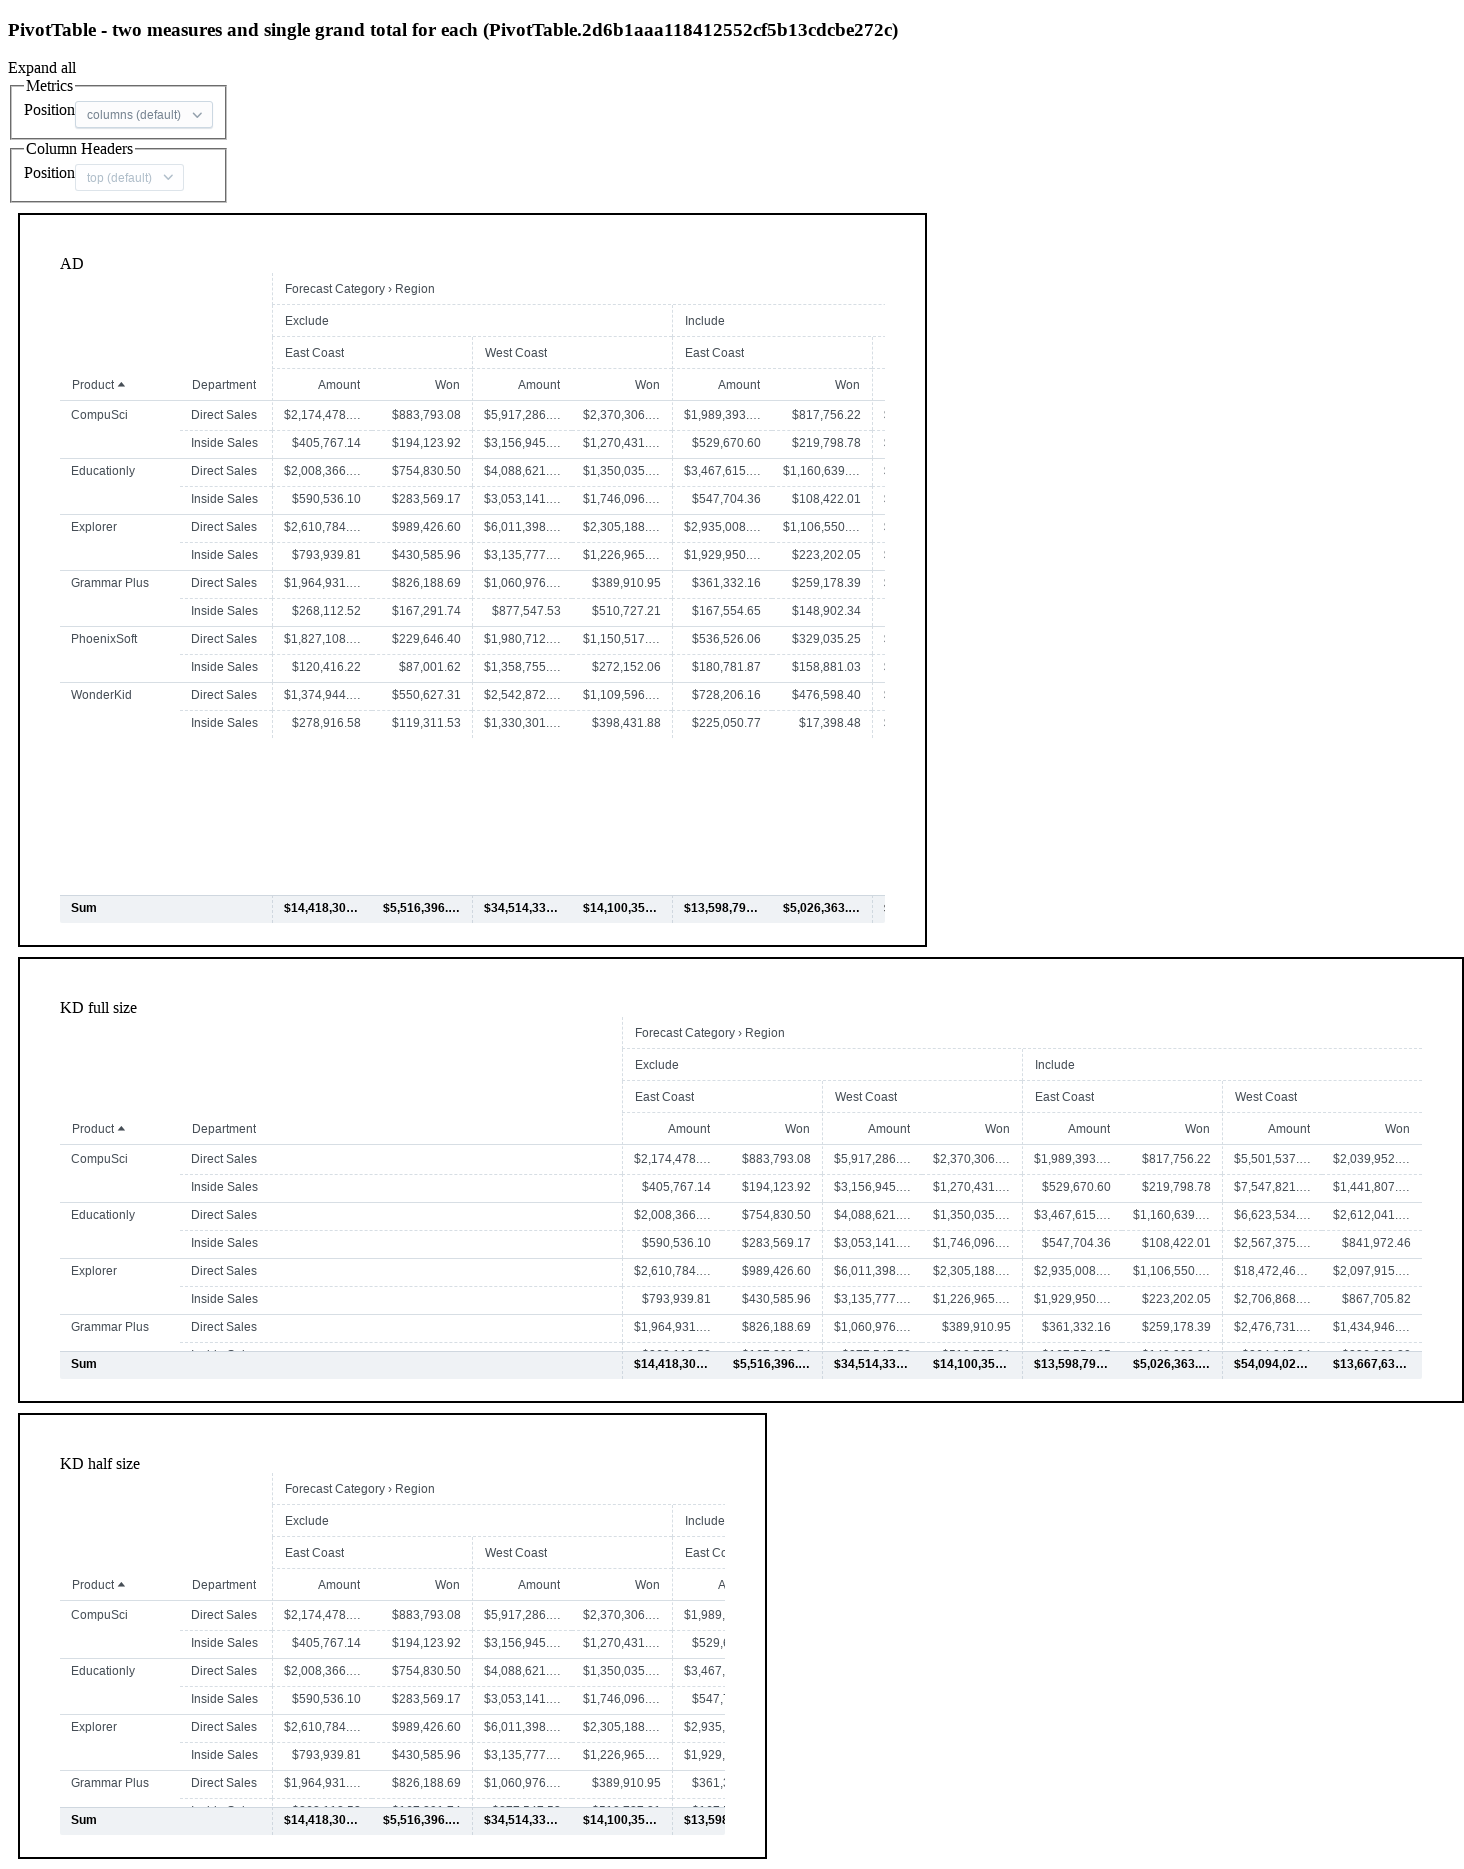 PivotTable - two measures and single grand total for each (PivotTable.2d6b1aaa118412552cf5b13cdcbe272c)
Expand all
Metrics
Position columns (default)
Column Headers
Position top (default)
AD
Forecast Category › Region
Exclude Include
East Coast West Coast East Coast
Product Department Amount Won Amount Won Amount Won
CompuSci Direct Sales $2,174,478.… $883,793.08 $5,917,286.… $2,370,306.… $1,989,393.… $817,756.22
Inside Sales $405,767.14 $194,123.92 $3,156,945.… $1,270,431.… $529,670.60 $219,798.78
Educationly Direct Sales $2,008,366.… $754,830.50 $4,088,621.… $1,350,035.… $3,467,615.… $1,160,639.…
Inside Sales $590,536.10 $283,569.17 $3,053,141.… $1,746,096.… $547,704.36 $108,422.01
Explorer Direct Sales $2,610,784.… $989,426.60 $6,011,398.… $2,305,188.… $2,935,008.… $1,106,550.…
Inside Sales $793,939.81 $430,585.96 $3,135,777.… $1,226,965.… $1,929,950.… $223,202.05
Grammar Plus Direct Sales $1,964,931.… $826,188.69 $1,060,976.… $389,910.95 $361,332.16 $259,178.39
Inside Sales $268,112.52 $167,291.74 $877,547.53 $510,727.21 $167,554.65 $148,902.34
PhoenixSoft Direct Sales $1,827,108.… $229,646.40 $1,980,712.… $1,150,517.… $536,526.06 $329,035.25
Inside Sales $120,416.22 $87,001.62 $1,358,755.… $272,152.06 $180,781.87 $158,881.03
WonderKid Direct Sales $1,374,944.… $550,627.31 $2,542,872.… $1,109,596.… $728,206.16 $476,598.40
Inside Sales $278,916.58 $119,311.53 $1,330,301.… $398,431.88 $225,050.77 $17,398.48
Sum $14,418,30… $5,516,396.… $34,514,33… $14,100,35… $13,598,79… $5,026,363.…
KD full size
Forecast Category › Region
Exclude Include
East Coast West Coast East Coast West Coast
Product Department Amount Won Amount Won Amount Won Amount Won
CompuSci Direct Sales $2,174,478.… $883,793.08 $5,917,286.… $2,370,306.… $1,989,393.… $817,756.22 $5,501,537.… $2,039,952.…
Inside Sales $405,767.14 $194,123.92 $3,156,945.… $1,270,431.… $529,670.60 $219,798.78 $7,547,821.… $1,441,807.…
Educationly Direct Sales $2,008,366.… $754,830.50 $4,088,621.… $1,350,035.… $3,467,615.… $1,160,639.… $6,623,534.… $2,612,041.…
Inside Sales $590,536.10 $283,569.17 $3,053,141.… $1,746,096.… $547,704.36 $108,422.01 $2,567,375.… $841,972.46
Explorer Direct Sales $2,610,784.… $989,426.60 $6,011,398.… $2,305,188.… $2,935,008.… $1,106,550.… $18,472,46… $2,097,915.…
Inside Sales $793,939.81 $430,585.96 $3,135,777.… $1,226,965.… $1,929,950.… $223,202.05 $2,706,868.… $867,705.82
Grammar Plus Direct Sales $1,964,931.… $826,188.69 $1,060,976.… $389,910.95 $361,332.16 $259,178.39 $2,476,731.… $1,434,946.…
Sum $14,418,30… $5,516,396.… $34,514,33… $14,100,35… $13,598,79… $5,026,363.… $54,094,02… $13,667,63…
KD half size
Forecast Category › Region
Exclude Include
East Coast West Coast East Co
Product Department Amount Won Amount Won A
CompuSci Direct Sales $2,174,478.… $883,793.08 $5,917,286.… $2,370,306.… $1,989,
Inside Sales $405,767.14 $194,123.92 $3,156,945.… $1,270,431.… $529,6
Educationly Direct Sales $2,008,366.… $754,830.50 $4,088,621.… $1,350,035.… $3,467,
Inside Sales $590,536.10 $283,569.17 $3,053,141.… $1,746,096.… $547,7
Explorer Direct Sales $2,610,784.… $989,426.60 $6,011,398.… $2,305,188.… $2,935,
Inside Sales $793,939.81 $430,585.96 $3,135,777.… $1,226,965.… $1,929,
Grammar Plus Direct Sales $1,964,931.… $826,188.69 $1,060,976.… $389,910.95 $361,3
Sum $14,418,30… $5,516,396.… $34,514,33… $14,100,35… $13,598